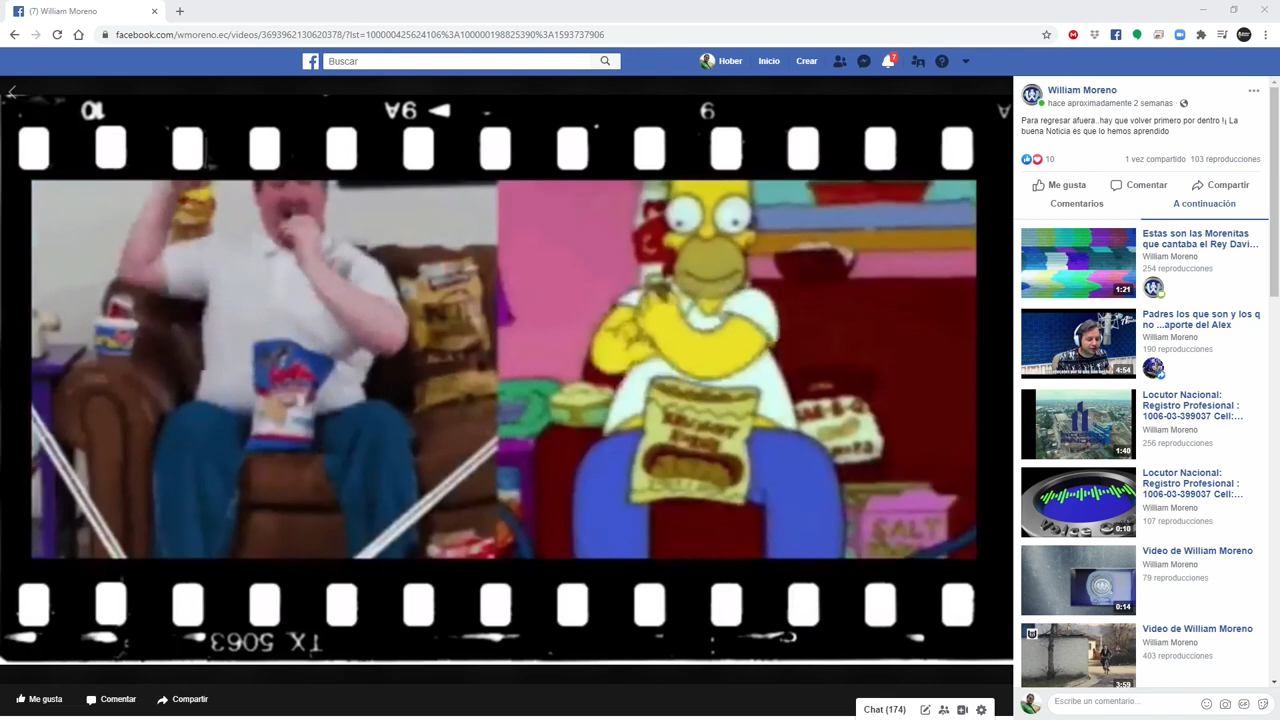 (7) William Moreno
facebook.com/wmoreno.ec/videos/3693962130620378/?lst=100000425624106%3A100000198825390%3A1593737906
Buscar
Hober
Inicio
Crear
7
William Moreno
hace aproximadamente 2 semanas ·
Para regresar afuera..hay que volver primero por dentro !¡ La
buena Noticia es que lo hemos aprendido
10
1 vez compartido 103 reproducciones
Me gusta
Comentar
Compartir
Comentarios
A continuación
Estas son las Morenitas
que cantaba el Rey Davi...
William Moreno
254 reproducciones
1:21
Padres los que son y los q
no ...aporte del Alex
William Moreno
190 reproducciones
4:54
Locutor Nacional:
Registro Profesional :
1006-03-399037 Cell:...
William Moreno
256 reproducciones
1:40
Locutor Nacional:
Registro Profesional :
1006-03-399037 Cell:...
William Moreno
107 reproducciones
0:10
Video de William Moreno
William Moreno
79 reproducciones
0:14
Video de William Moreno
William Moreno
403 reproducciones
3:59
TX 5063
Me gusta
Comentar
Compartir
Chat (174)
Escribe un comentario...